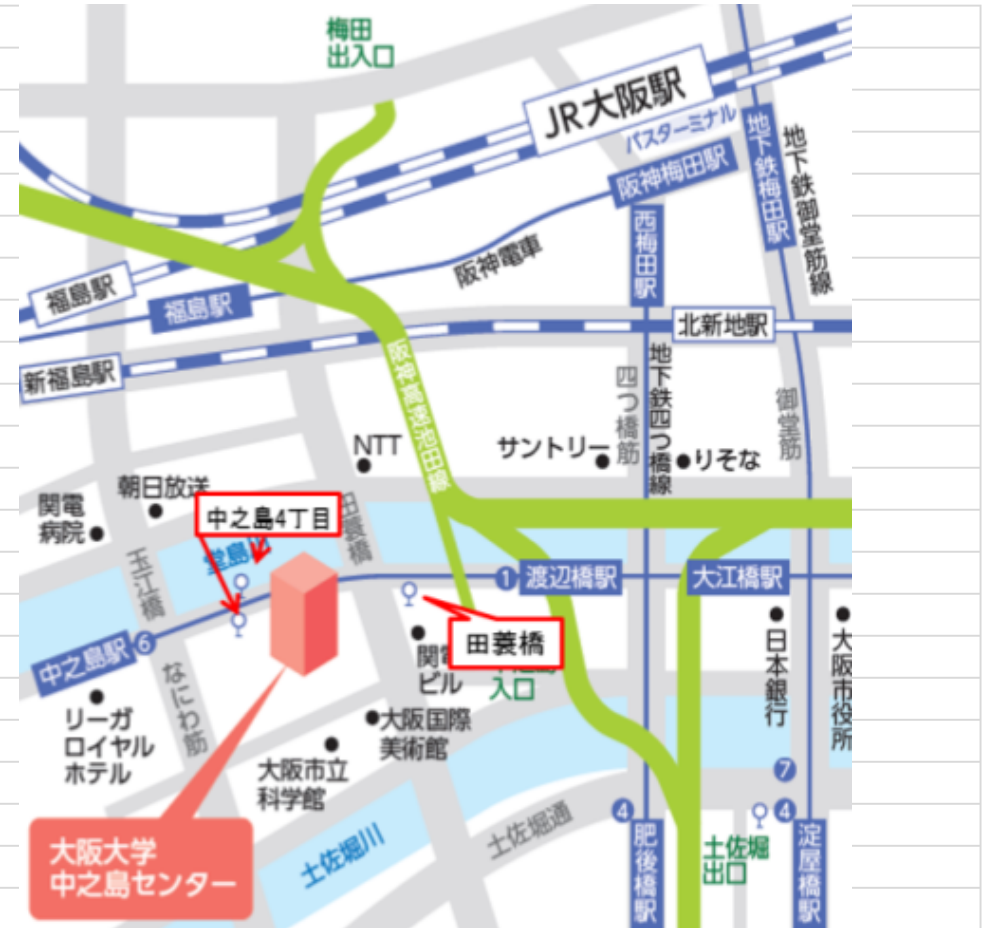 梅田
出入口
JR大阪駅
バスターミナル
阪神梅田駅
地下鉄梅田駅
地下鉄御堂筋線
西梅田駅
阪神電車
福島駅
福島駅
北新地駅
新福島駅
阪神高速池田線
四つ橋筋
地下鉄四つ橋線
御堂筋
NTT
サントリー
りそな
朝日放送
関電
病院
中之島4丁目
田蓑橋
堂島川
玉江橋
1
渡辺橋駅
大江橋駅
田蓑橋
中之島駅
6
関電
ビル
入口
日本銀行
大阪市役所
なにわ筋
リーガ
ロイヤル
ホテル
大阪国際
美術館
大阪市立
科学館
7
4
4
土佐堀通
土佐堀川
大阪大学
中之島センター
肥後橋駅
土佐堀
出口
淀屋橋駅